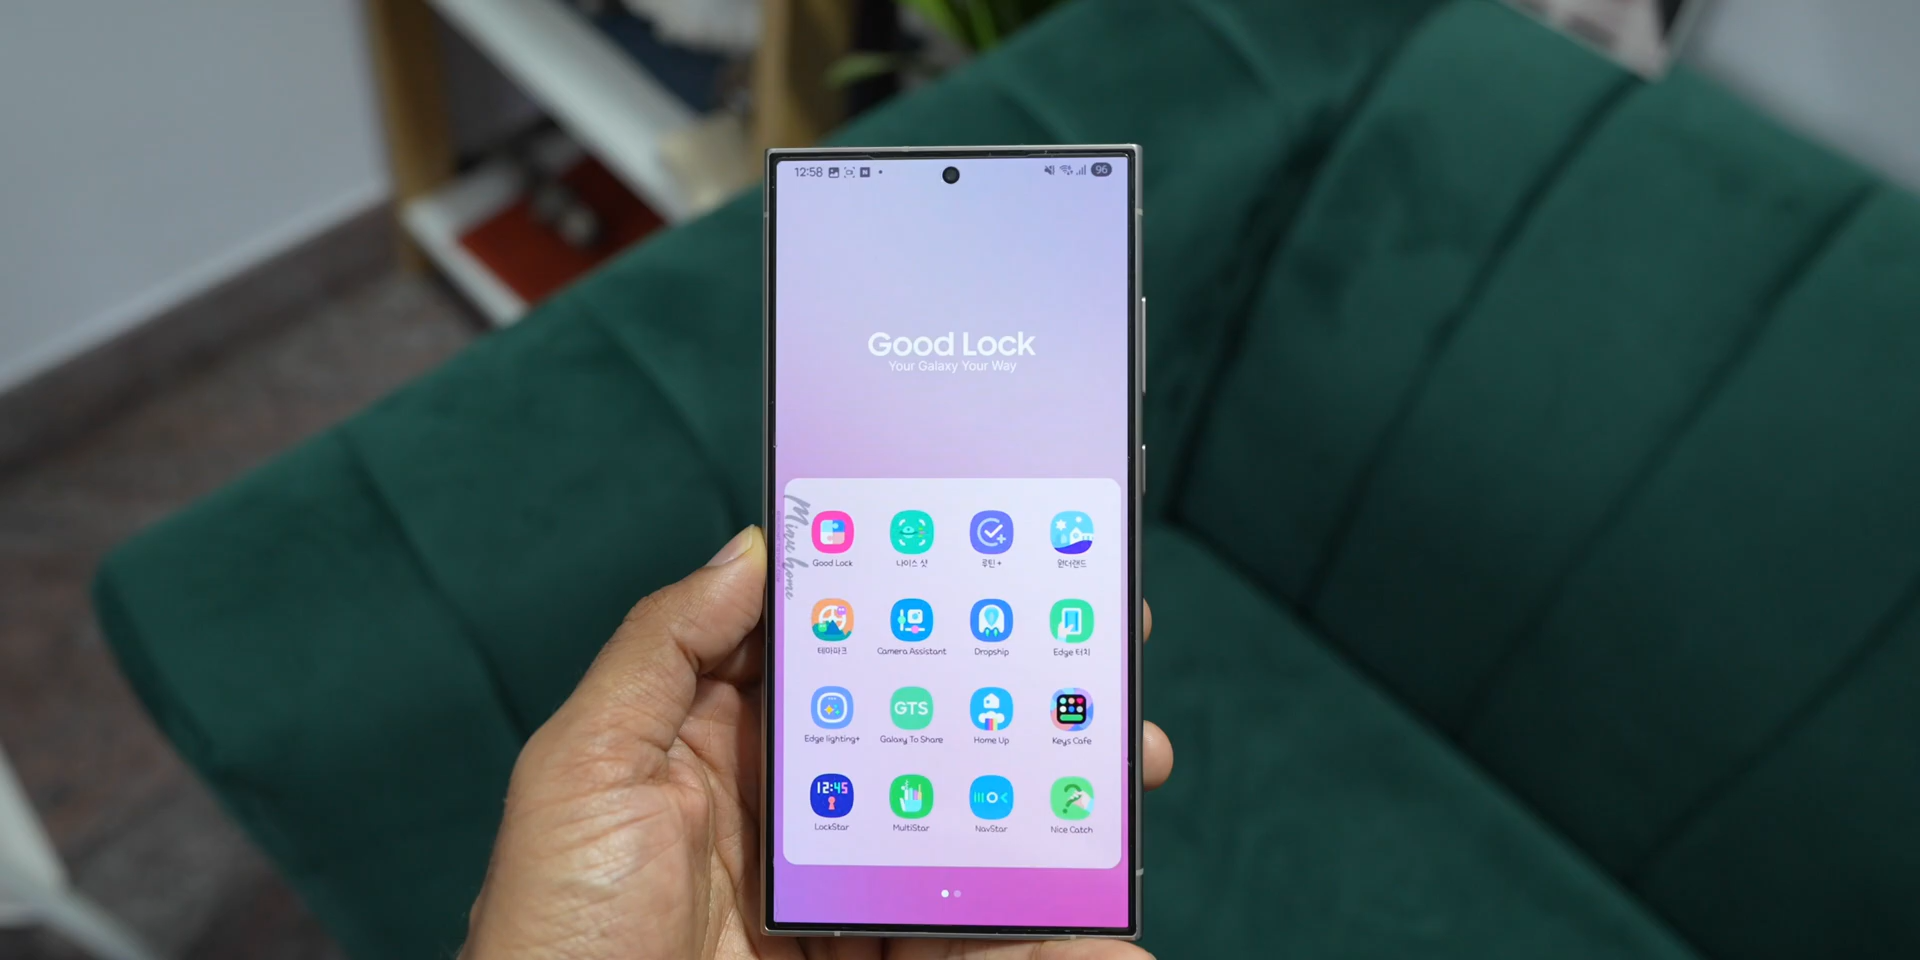 12:58
96
Good Lock
Your Galaxy Your Way
Minu home
Good Lock
나이스 샷
루틴 +
원더랜드
테마파크
Camera Assistant
Dropship
Edge 터치
Edge lighting+
GTS
Galaxy To Share
Home Up
Keys Cafe
12:45
LockStar
MultiStar
NavStar
Nice Catch